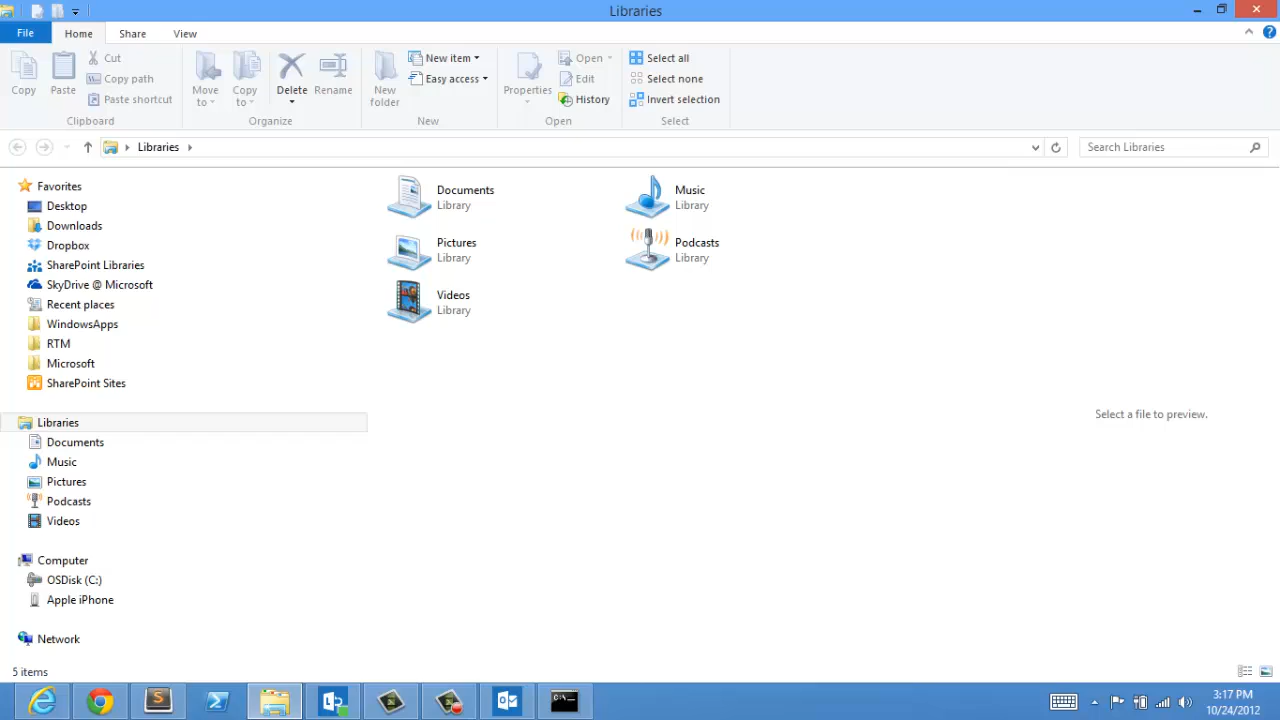 Libraries
File
Home
Share
View
Copy
Paste
Cut
Copy path
Paste shortcut
Clipboard
Move to
Copy to
Delete
Rename
Organize
New folder
New item
Easy access
New
Properties
Open
Edit
History
Open
Select all
Select none
Invert selection
Select
Libraries
Search Libraries
Favorites
Desktop
Downloads
Dropbox
SharePoint Libraries
SkyDrive @ Microsoft
Recent places
WindowsApps
RTM
Microsoft
SharePoint Sites
Libraries
Documents
Music
Pictures
Podcasts
Videos
Computer
OSDisk (C:)
Apple iPhone
Network
Documents
Library
Music
Library
Pictures
Library
Podcasts
Library
Videos
Library
Select a file to preview.
5 items
3:17 PM
10/24/2012